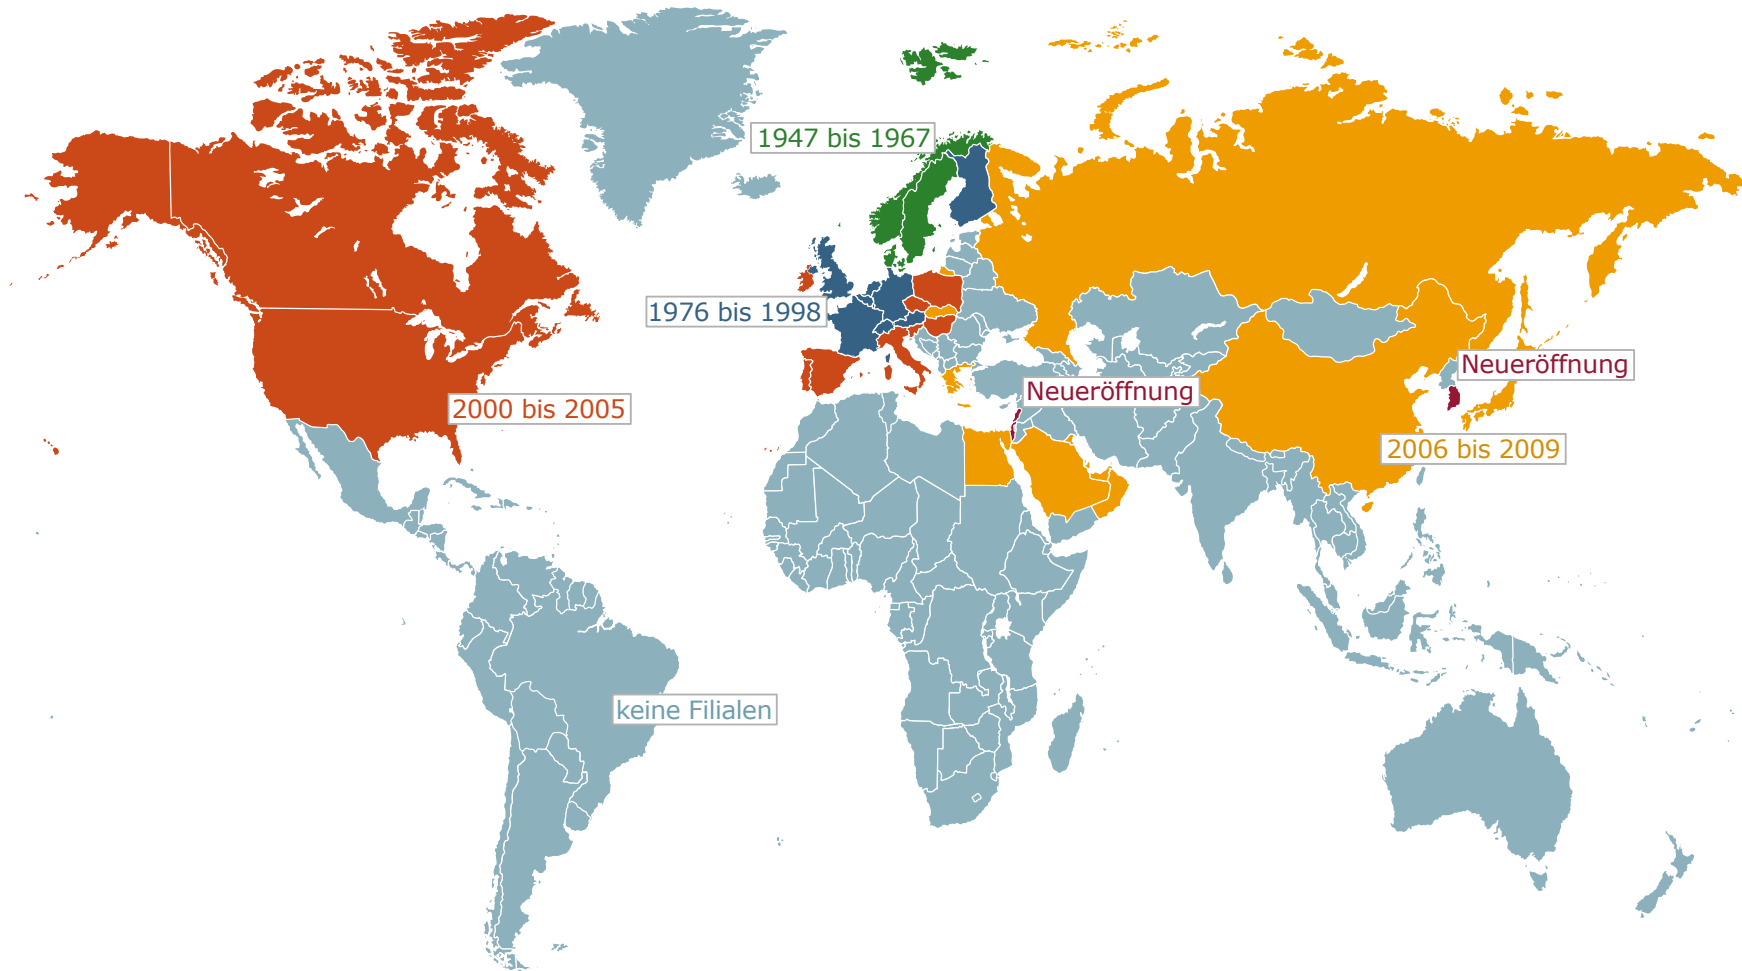 1947 bis 1967
1976 bis 1998
Neueröffnung
Neueröffnung
2000 bis 2005
2006 bis 2009
keine Filialen